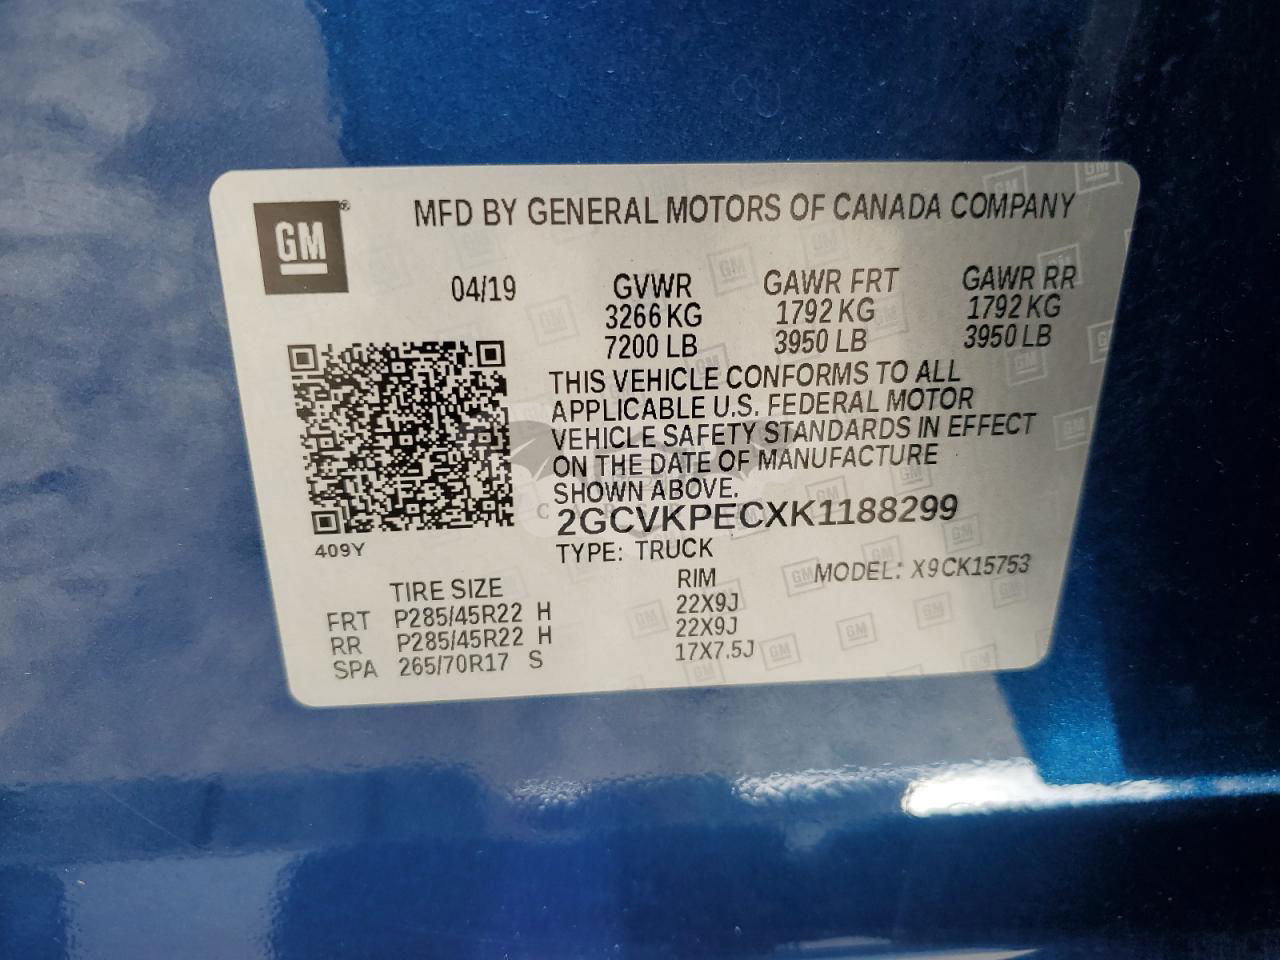 GM®
MFD BY GENERAL MOTORS OF CANADA COMPANY
04/19 GVWR GAWR FRT GAWR RR
3266 KG 1792 KG 1792 KG
7200 LB 3950 LB 3950 LB
THIS VEHICLE CONFORMS TO ALL
APPLICABLE U.S. FEDERAL MOTOR
VEHICLE SAFETY STANDARDS IN EFFECT
ON THE DATE OF MANUFACTURE
SHOWN ABOVE.
2GCVKPECXK1188299
409Y
TYPE: TRUCK
MODEL: X9CK15753
TIRE SIZE RIM
FRT P285/45R22 H 22X9J
RR P285/45R22 H 22X9J
SPA 265/70R17 S 17X7.5J